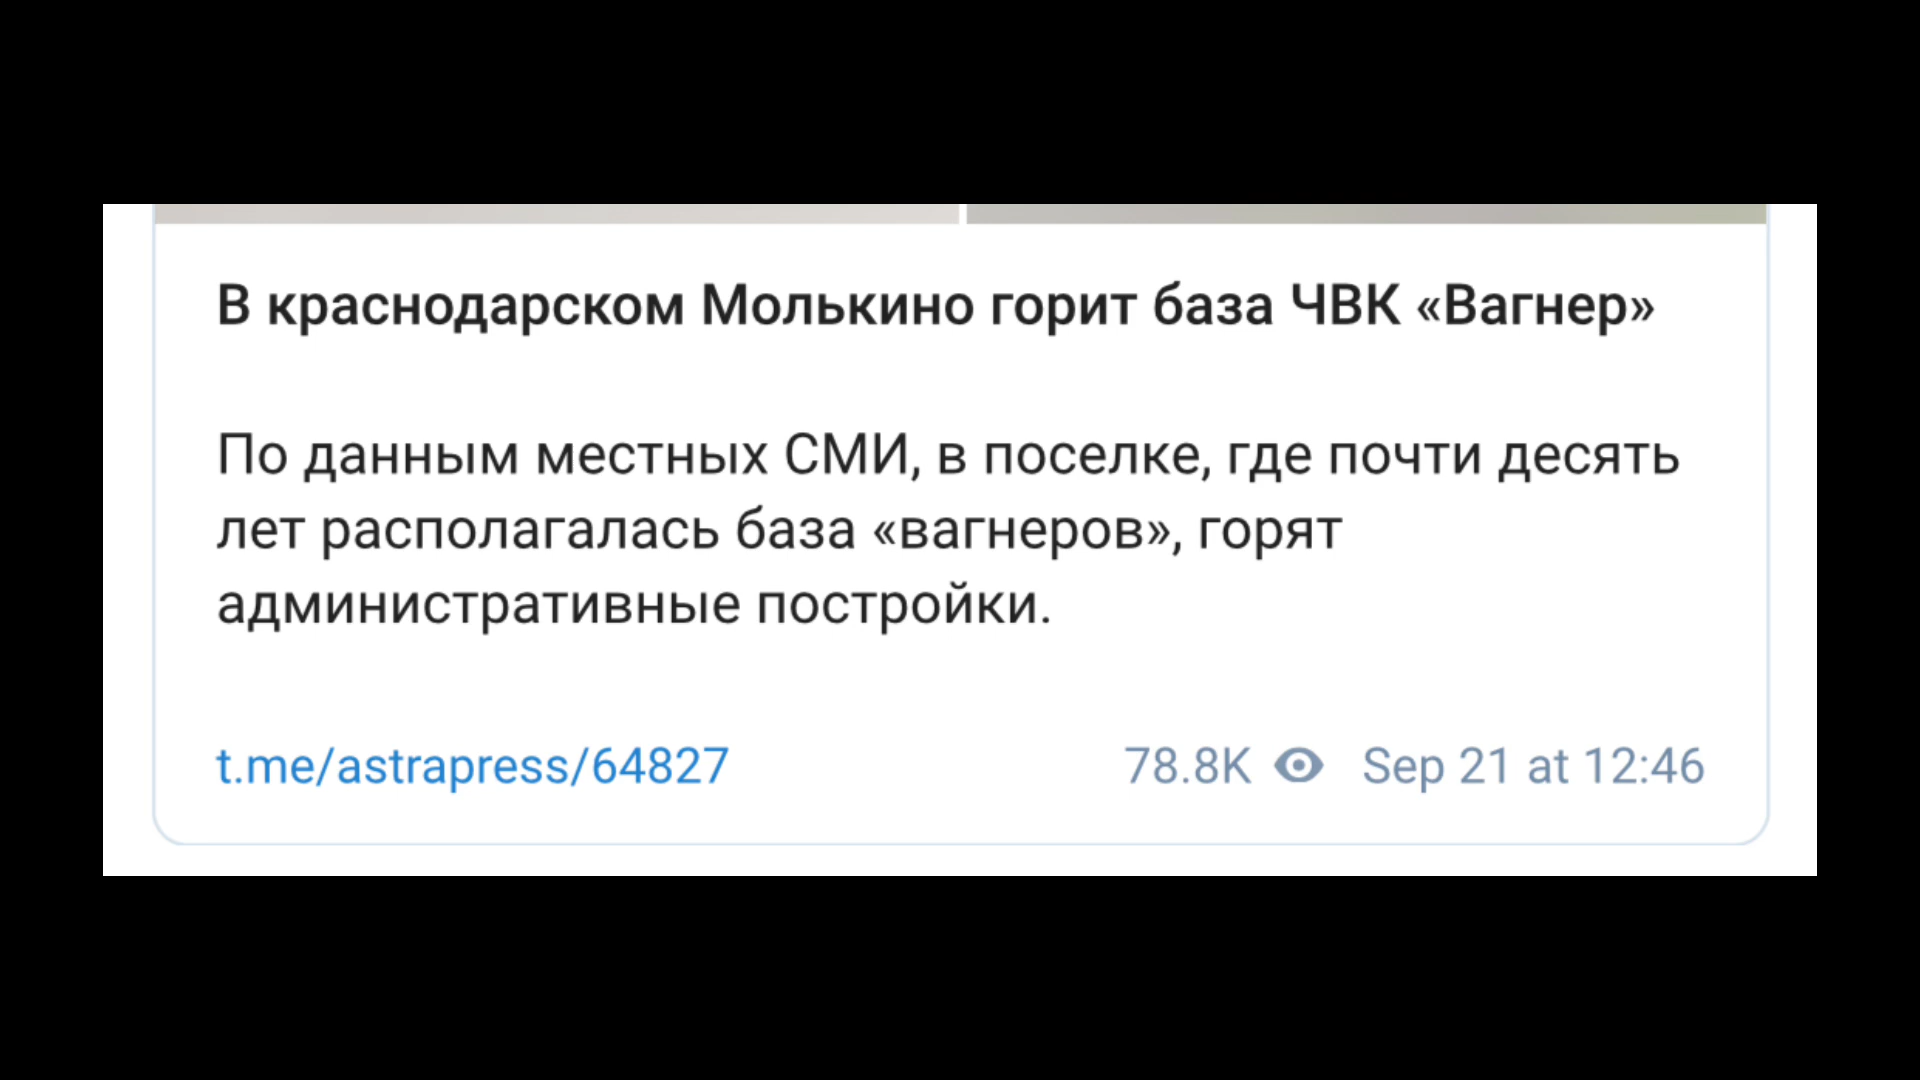 В краснодарском Молькино горит база ЧВК «Вагнер»
По данным местных СМИ, в поселке, где почти десять
лет располагалась база «вагнеров», горят
административные постройки.
t.me/astrapress/64827 78.8K Sep 21 at 12:46